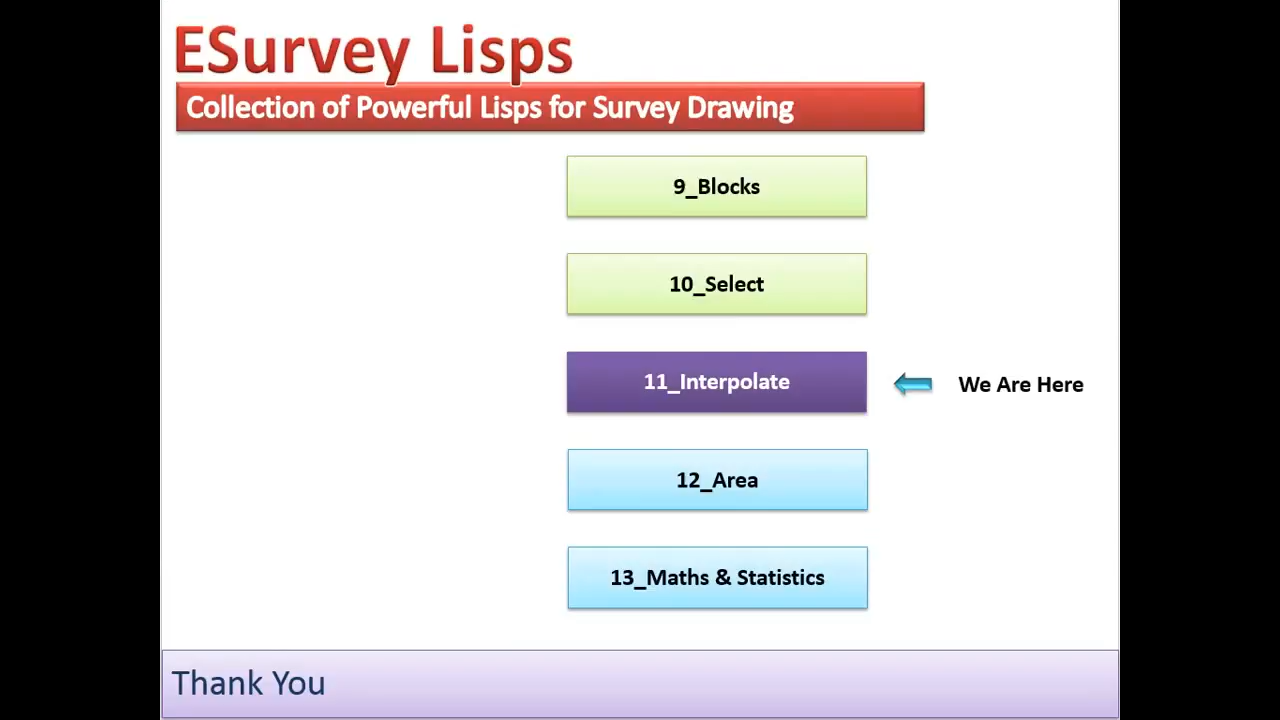 ESurvey Lisps
Collection of Powerful Lisps for Survey Drawing
9_Blocks
10_Select
11_Interpolate
We Are Here
12_Area
13_Maths & Statistics
Thank You